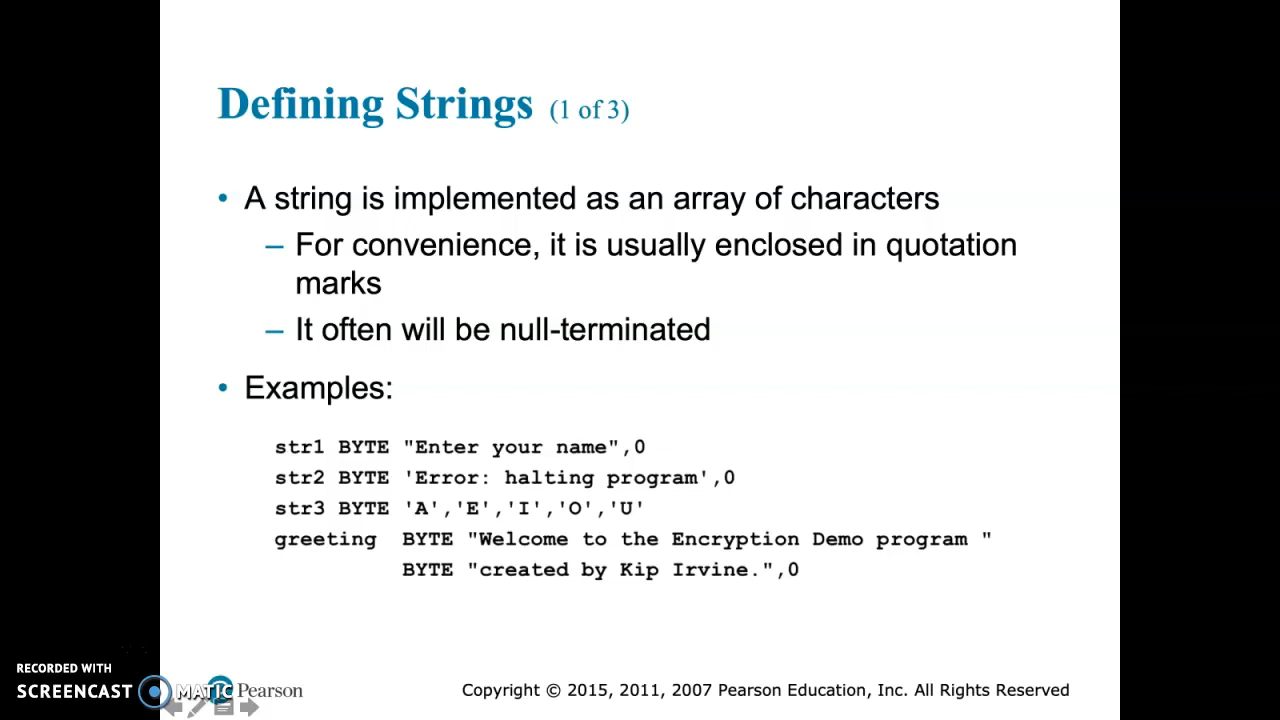 Defining Strings (1 of 3)
• A string is implemented as an array of characters
– For convenience, it is usually enclosed in quotation
marks
– It often will be null-terminated
• Examples:
str1 BYTE "Enter your name",0
str2 BYTE 'Error: halting program',0
str3 BYTE 'A','E','I','O','U'
greeting BYTE "Welcome to the Encryption Demo program "
BYTE "created by Kip Irvine.",0
RECORDED WITH
SCREENCAST MATIC
Pearson
Copyright © 2015, 2011, 2007 Pearson Education, Inc. All Rights Reserved